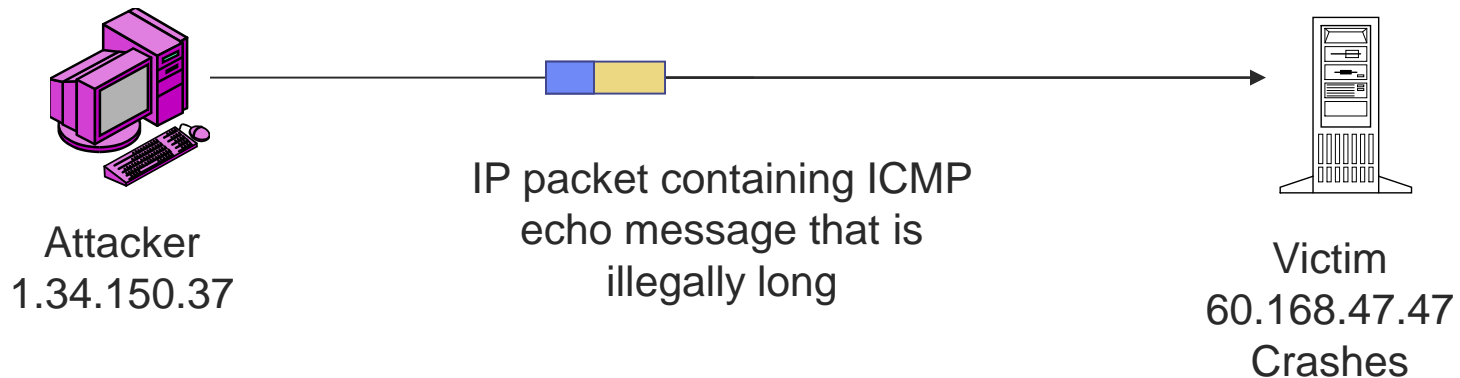 IP packet containing ICMP
echo message that is
illegally long
Attacker
1.34.150.37
Victim
60.168.47.47
Crashes